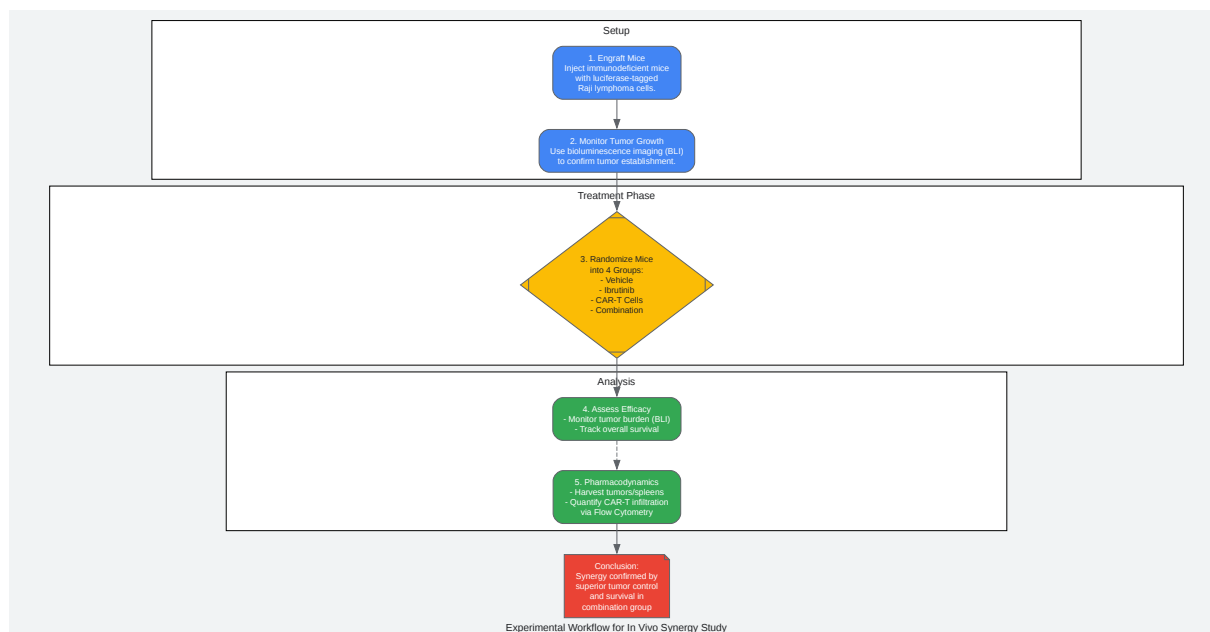 Setup
1. Engraft Mice
Inject immunodeficient mice
with luciferase-tagged
Raji lymphoma cells.
2. Monitor Tumor Growth
Use bioluminescence imaging (BLI)
to confirm tumor establishment.
Treatment Phase
3. Randomize Mice
into 4 Groups:
- Vehicle
- Ibrutinib
- CAR-T Cells
- Combination
Analysis
4. Assess Efficacy
- Monitor tumor burden (BLI)
- Track overall survival
5. Pharmacodynamics
- Harvest tumors/spleens
- Quantify CAR-T infiltration
via Flow Cytometry
Conclusion:
Synergy confirmed by
superior tumor control
and survival in
combination group
Experimental Workflow for In Vivo Synergy Study